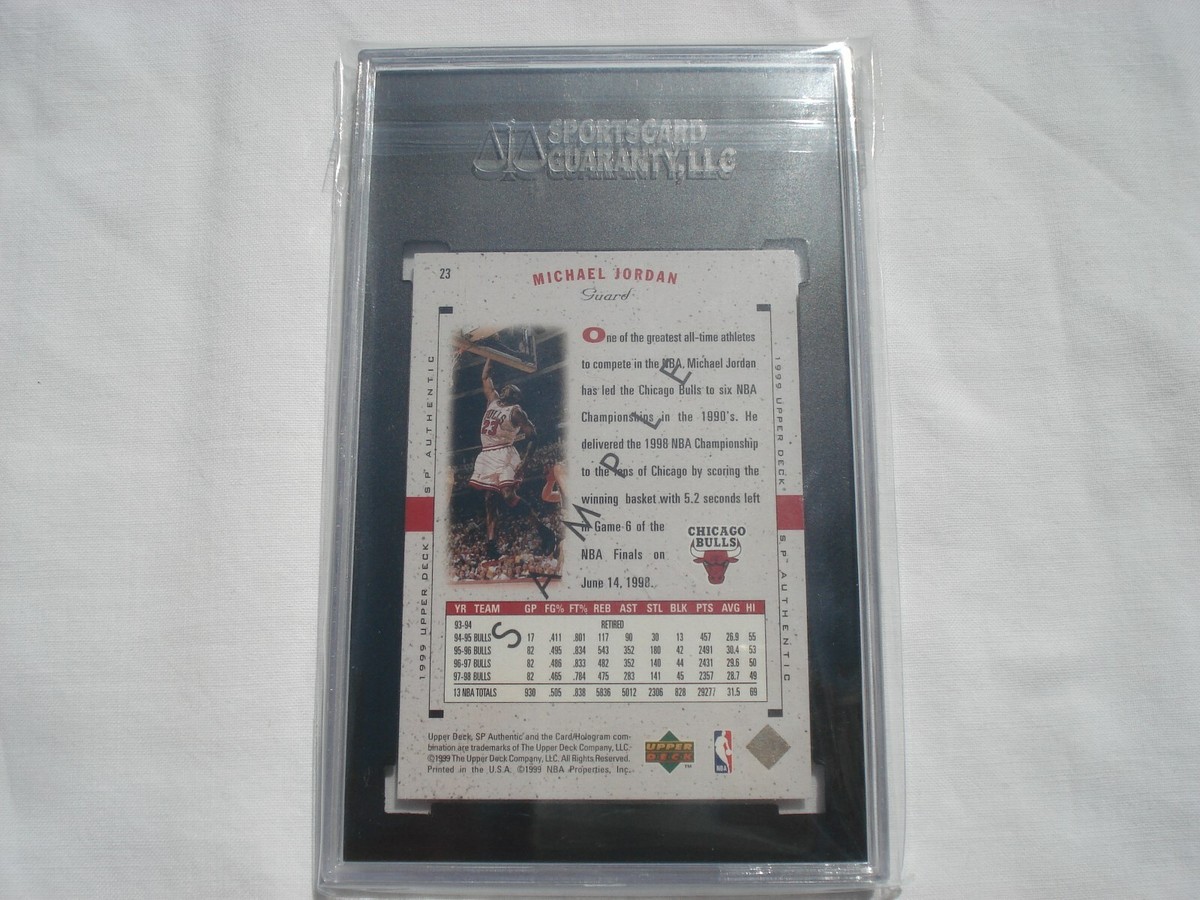 SPORTSCARD
GUARANTY, LLC
23
MICHAEL JORDAN
Guard
One of the greatest all-time athletes
to compete in the NBA, Michael Jordan
has led the Chicago Bulls to six NBA
Championships in the 1990's. He
delivered the 1998 NBA Championship
to the fans of Chicago by scoring the
winning basket with 5.2 seconds left
in Game 6 of the
NBA Finals on
June 14, 1998.
CHICAGO
BULLS
BULLS
23
SAMPLE
1999 UPPER DECK SP AUTHENTIC
1999 UPPER DECK SP AUTHENTIC
YR TEAM GP FG% FT% REB AST STL BLK PTS AVG HI
93-94 RETIRED
94-95 BULLS 17 .411 .801 117 90 30 13 457 26.9 55
95-96 BULLS 82 .495 .834 543 352 180 42 2491 30.4 53
96-97 BULLS 82 .486 .833 482 352 140 44 2431 29.6 50
97-98 BULLS 82 .465 .784 475 283 141 45 2357 28.7 49
13 NBA TOTALS 930 .505 .838 5836 5012 2306 828 29277 31.5 69
Upper Deck, SP Authentic and the Card/Hologram com-
bination are trademarks of The Upper Deck Company, LLC.
©1999 The Upper Deck Company, LLC. All Rights Reserved.
Printed in the U.S.A. ©1999 NBA Properties, Inc.
UPPER
DECK
TM
NBA